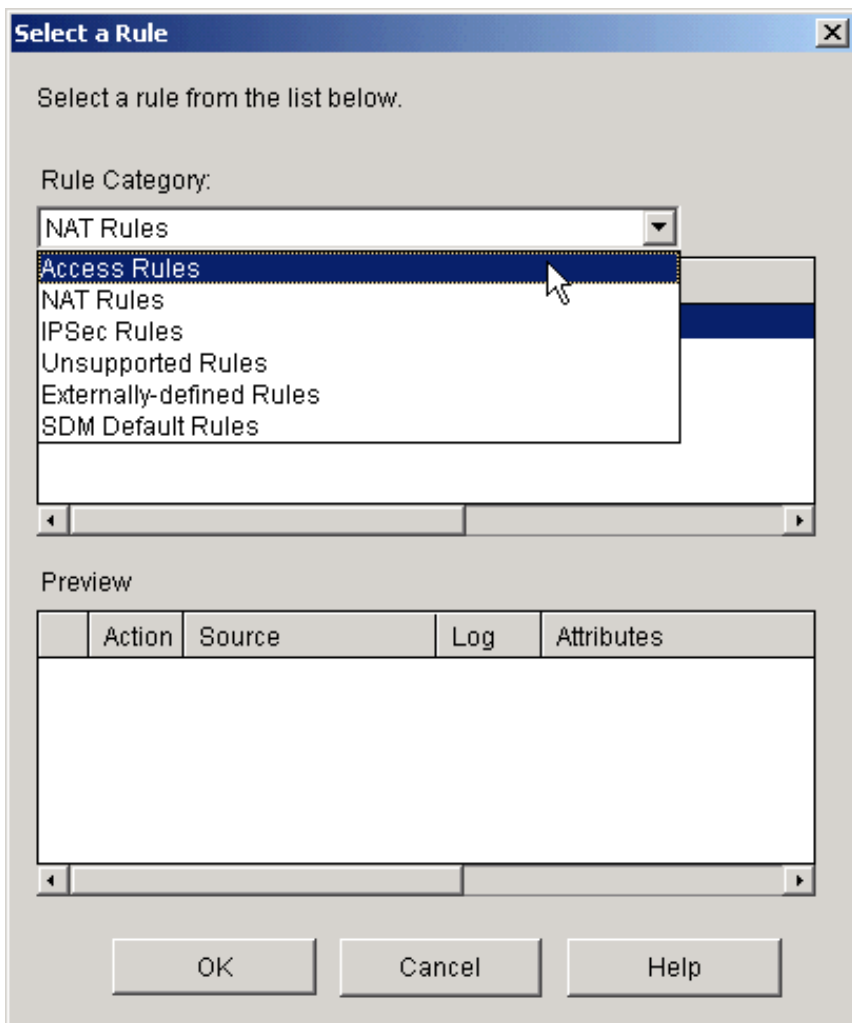 Select a Rule
Select a rule from the list below.
Rule Category:
NAT Rules
Access Rules
NAT Rules
IPSec Rules
Unsupported Rules
Externally-defined Rules
SDM Default Rules
Preview
Action Source Log Attributes
OK Cancel Help